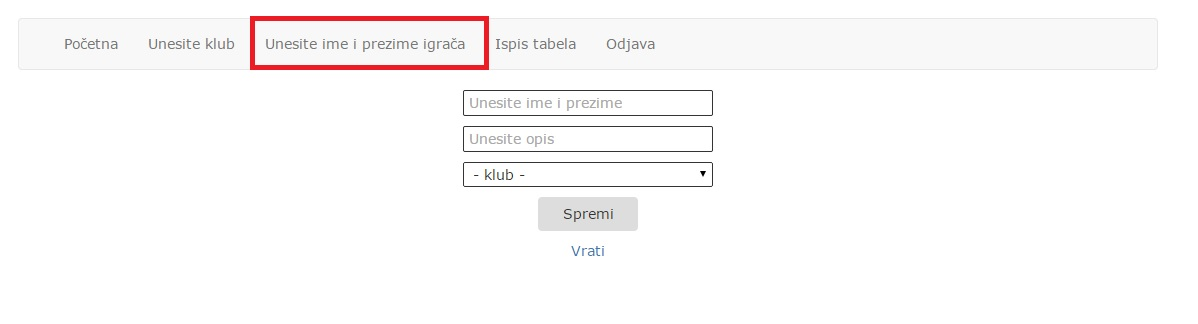 Početna Unesite klub Unesite ime i prezime igrača Ispis tabela Odjava
Unesite ime i prezime
Unesite opis
- klub -
Spremi
Vrati